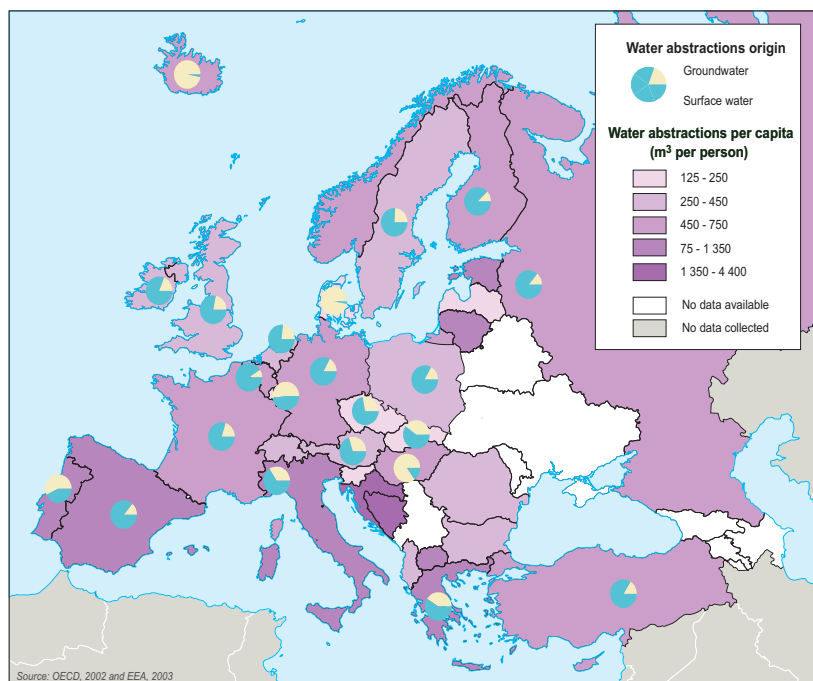 Water abstractions origin
Groundwater
Surface water
Water abstractions per capita
(m³ per person)
125 - 250
250 - 450
450 - 750
75 - 1 350
1 350 - 4 400
No data available
No data collected
Source: OECD, 2002 and EEA, 2003